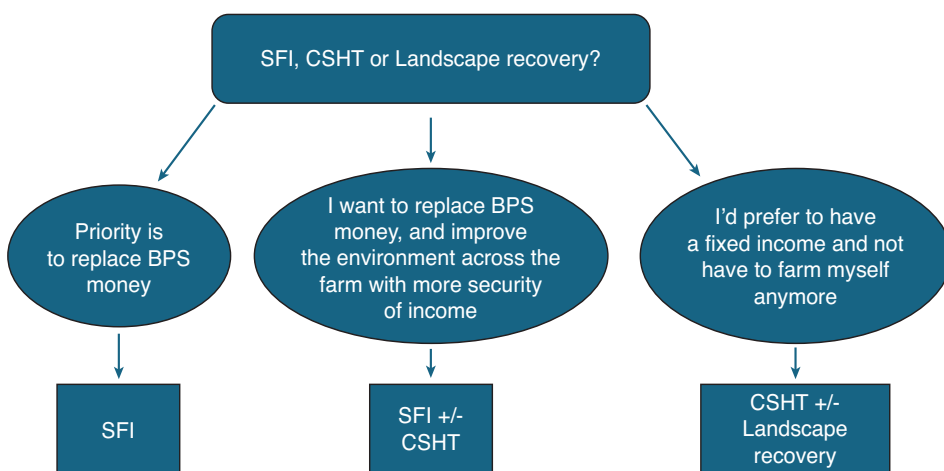 SFI, CSHT or Landscape recovery?
Priority is
to replace BPS
money
I want to replace BPS
money, and improve
the environment across the
farm with more security
of income
I’d prefer to have
a fixed income and not
have to farm myself
anymore
SFI
SFI +/-
CSHT
CSHT +/-
Landscape
recovery